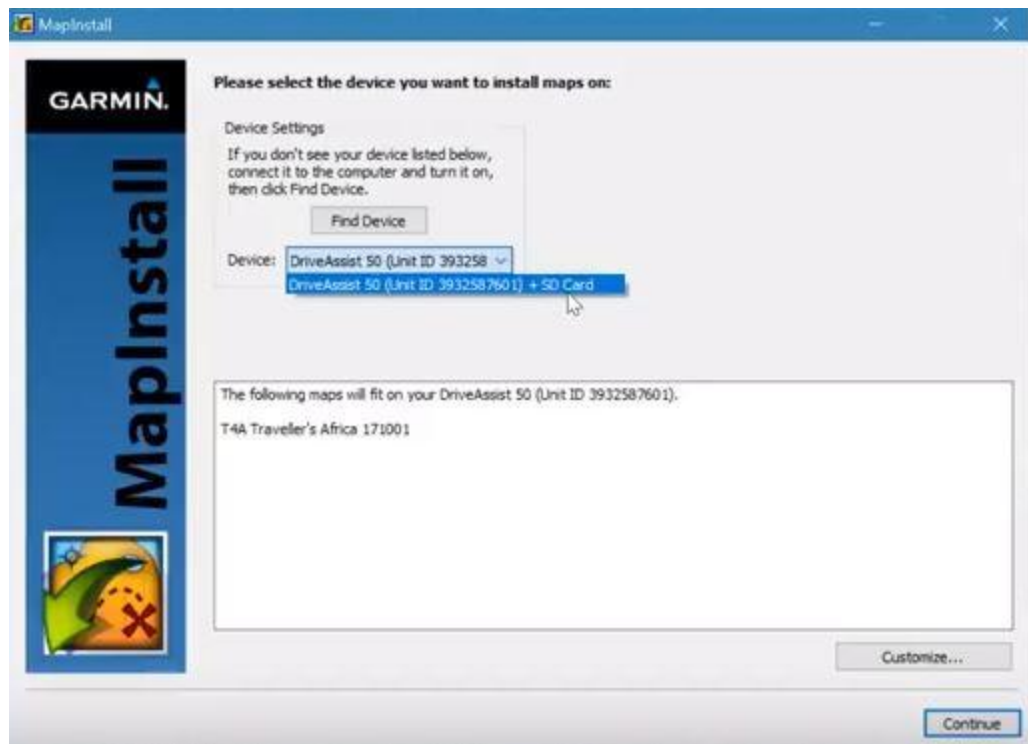 MapInstall
GARMIN.
MapInstall
Please select the device you want to install maps on:
Device Settings
If you don't see your device listed below,
connect it to the computer and turn it on,
then click Find Device.
Find Device
Device: DriveAssist 50 (Unit ID 393258
DriveAssist 50 (Unit ID 3932587601) + SD Card
The following maps will fit on your DriveAssist 50 (Unit ID 3932587601).
T4A Traveller's Africa 171001
Customize...
Continue